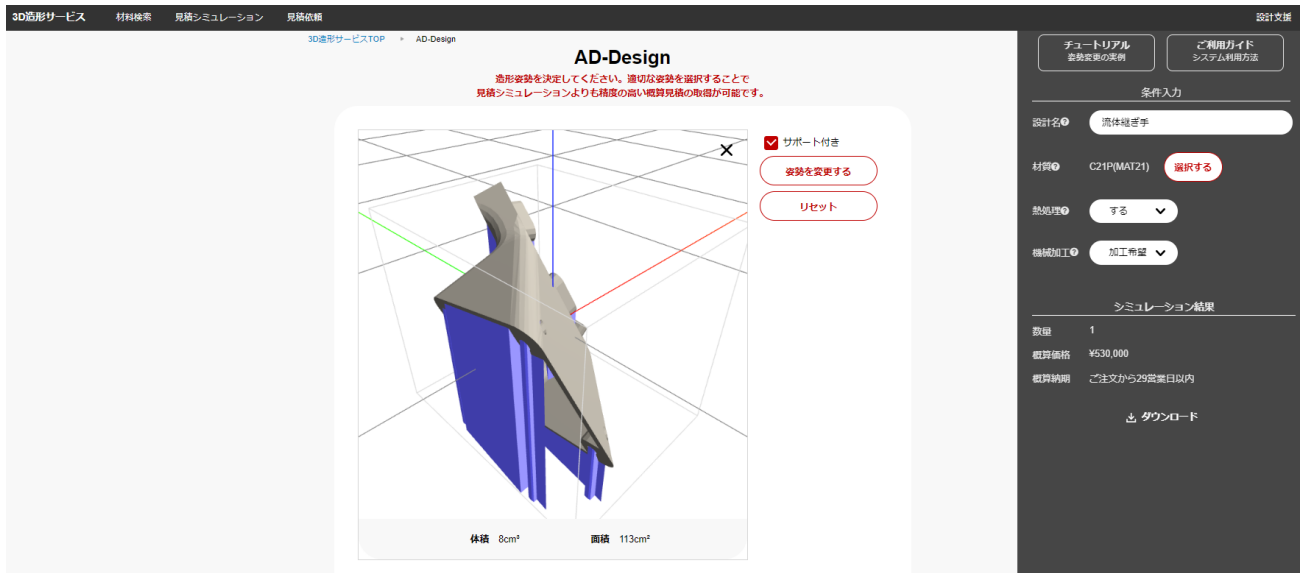 3D造形サービス 材料検索 見積シミュレーション 見積依頼 設計支援
3D造形サービスTOP > AD-Design
AD-Design
造形姿勢を決定してください。適切な姿勢を選択することで
見積シミュレーションよりも精度の高い概算見積の取得が可能です。
サポート付き
姿勢を変更する
リセット
体積 8cm³ 面積 113cm²
チュートリアル
姿勢変更の実例
ご利用ガイド
システム利用方法
条件入力
設計名 流体継ぎ手
材質 C21P(MAT21) 選択する
熱処理 する
機械加工 加工希望
シミュレーション結果
数量 1
概算価格 ¥530,000
概算納期 ご注文から29営業日以内
ダウンロード